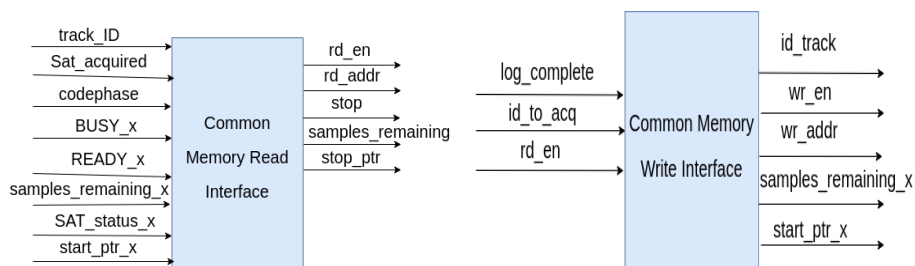 track_ID
Sat_acquired
codephase
BUSY_x
READY_x
samples_remaining_x
SAT_status_x
start_ptr_x
Common
Memory Read
Interface
rd_en
rd_addr
stop
samples_remaining
stop_ptr
log_complete
id_to_acq
rd_en
Common Memory
Write Interface
id_track
wr_en
wr_addr
samples_remaining_x
start_ptr_x